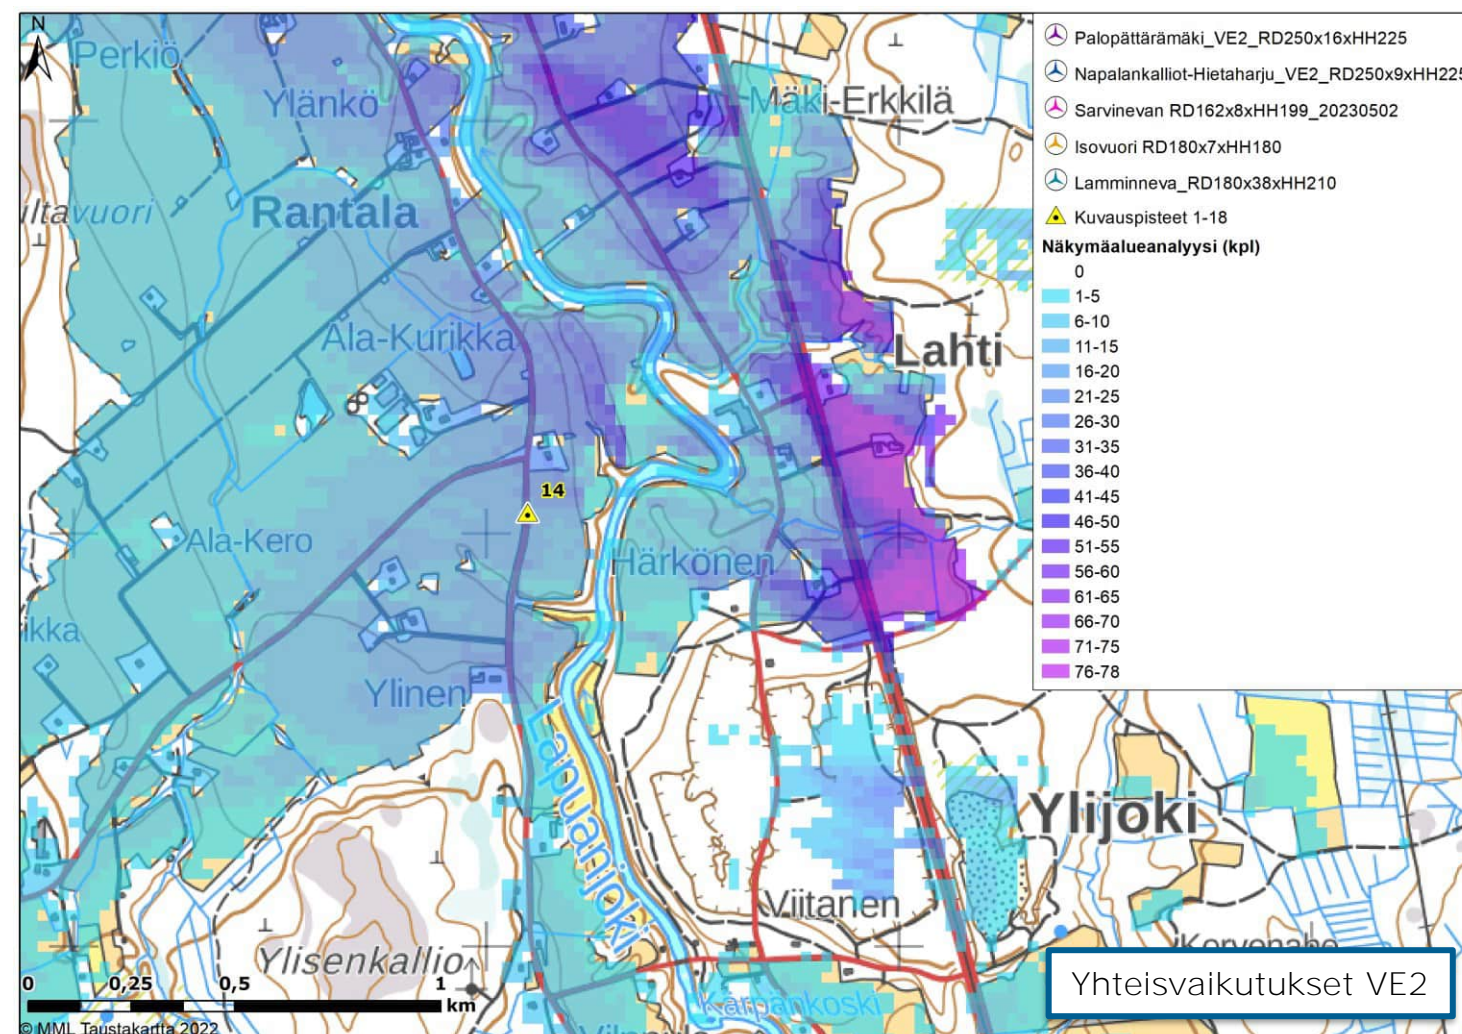 N
Perkiö
Ylänkö
Mäki-Erkkilä
iltavuori
Rantala
Ala-Kurikka
Lahti
14
Ala-Kero
Härkönen
ikka
Ylinen
Lapuanjoki
Ylijoki
Viitanen
Ylisenkallio
Kärpänkoski
0 0,25 0,5 1
km
© MML Taustakartta 2022
Palopättärämäki_VE2_RD250x16xHH225
Napalankalliot-Hietaharju_VE2_RD250x9xHH225
Sarvinevan RD162x8xHH199_20230502
Isovuori RD180x7xHH180
Lamminneva_RD180x38xHH210
Kuvauspisteet 1-18
Näkymäalueanalyysi (kpl)
0
1-5
6-10
11-15
16-20
21-25
26-30
31-35
36-40
41-45
46-50
51-55
56-60
61-65
66-70
71-75
76-78
Yhteisvaikutukset VE2